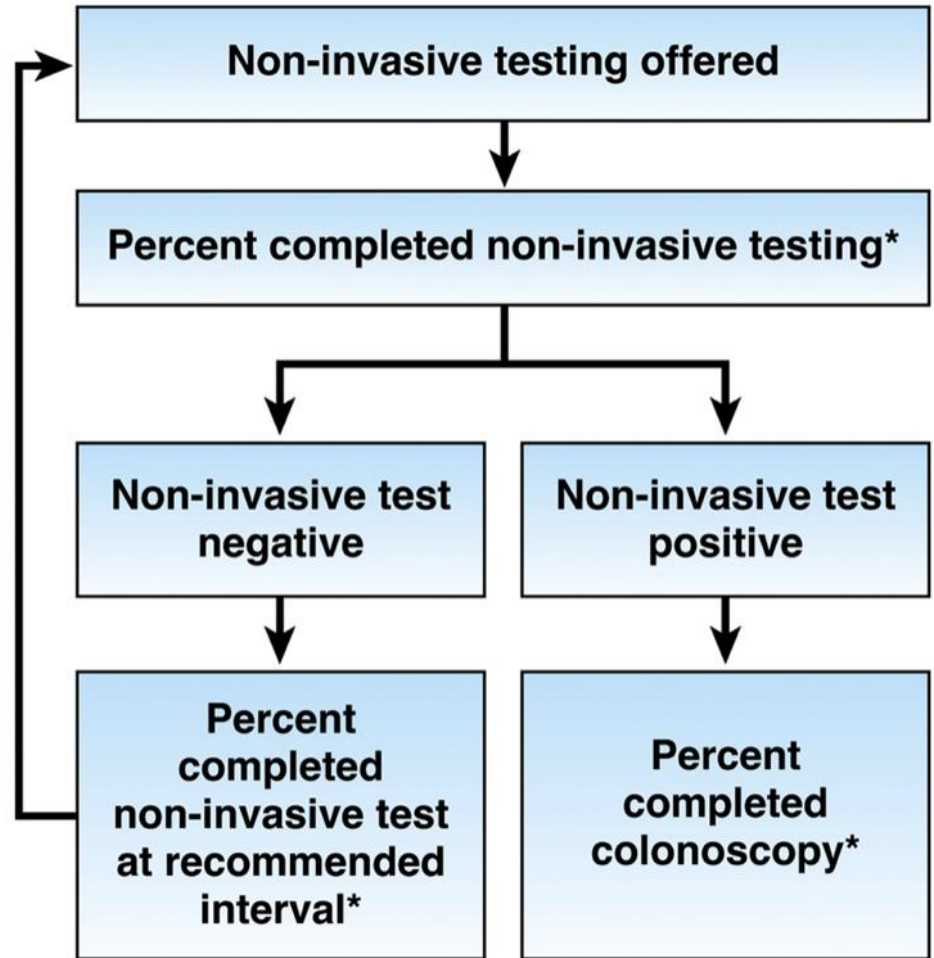 Non-invasive testing offered
Percent completed non-invasive testing*
Non-invasive test
negative
Non-invasive test
positive
Percent
completed
non-invasive test
at recommended
interval*
Percent
completed
colonoscopy*